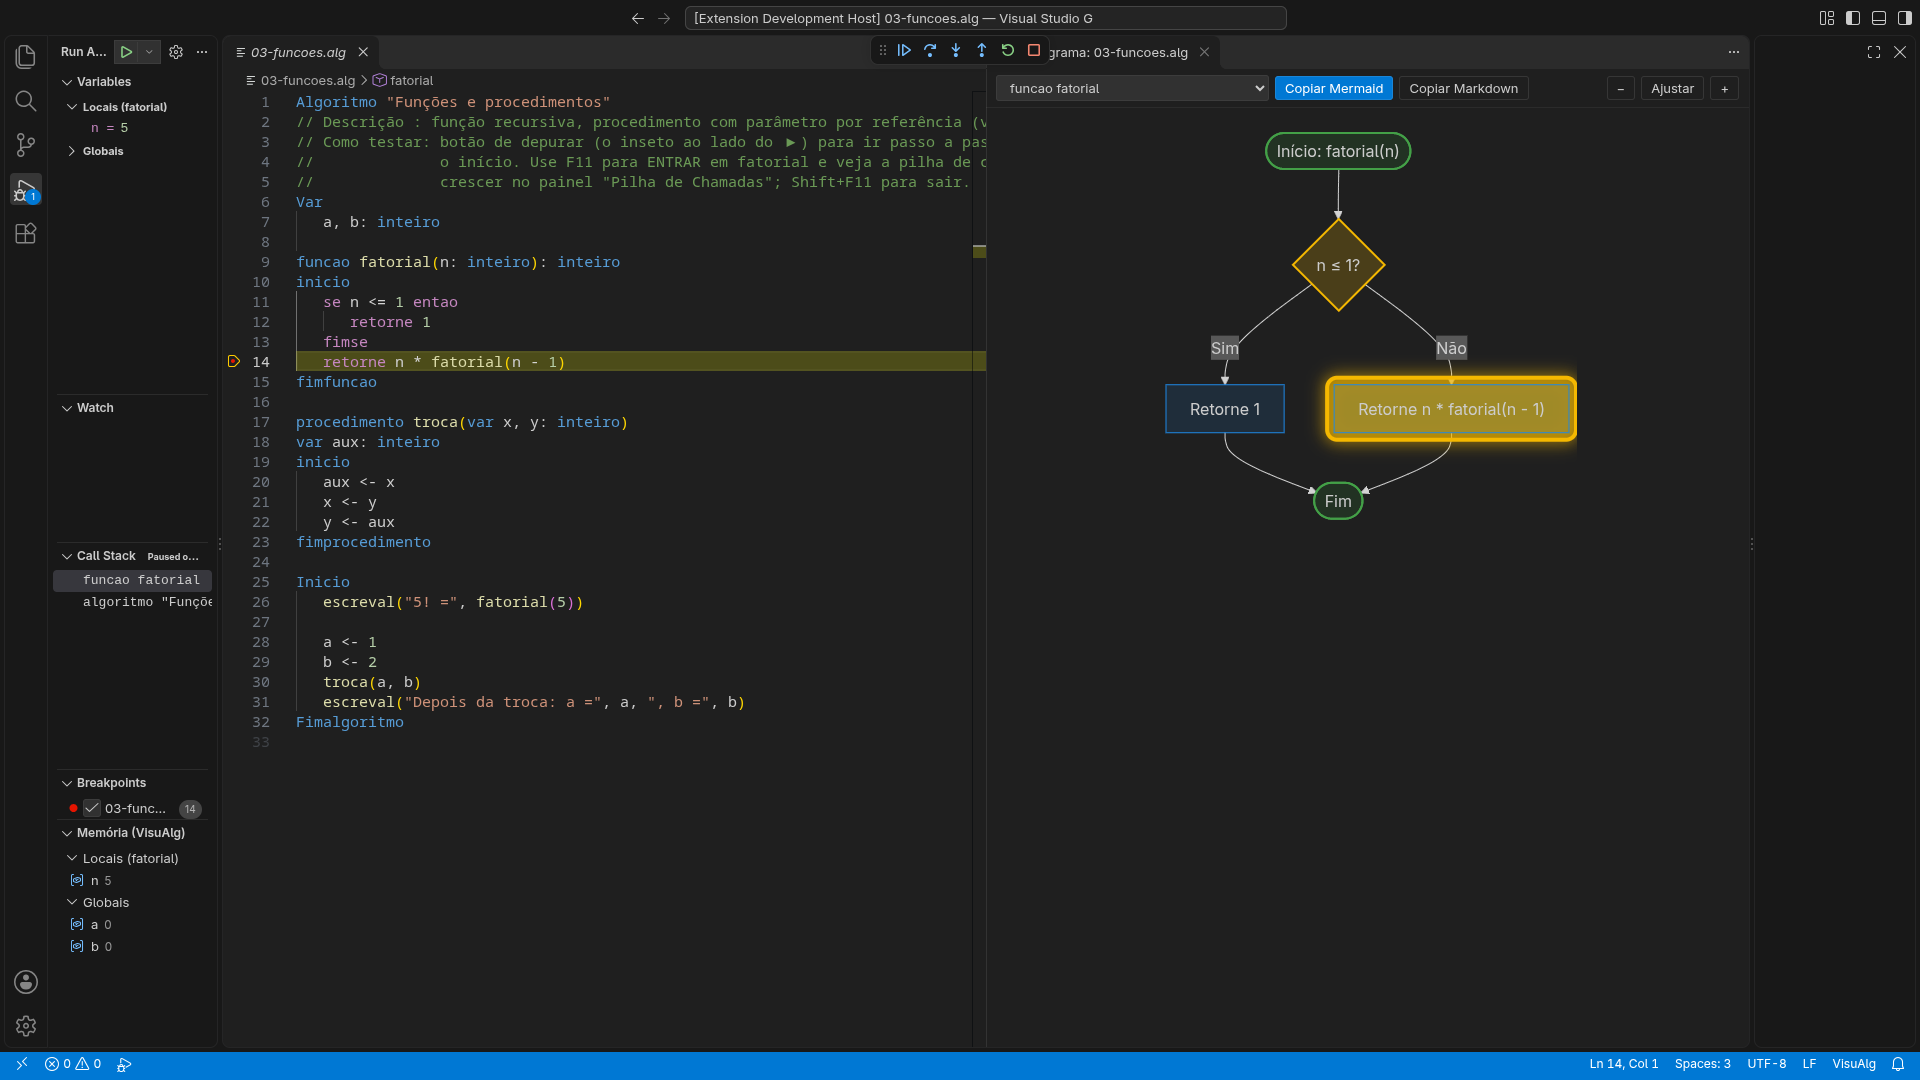 [Extension Development Host] 03-funcoes.alg — Visual Studio G
Run A...
Variables
Locais (fatorial)
n = 5
Globais
Watch
Call Stack Paused o...
funcao fatorial
algoritmo "Funçõe
Breakpoints
03-func... 14
Memória (VisuAlg)
Locais (fatorial)
n 5
Globais
a 0
b 0
1
03-funcoes.alg
03-funcoes.alg > fatorial
1 Algoritmo "Funções e procedimentos"
2 // Descrição : função recursiva, procedimento com parâmetro por referência (v
3 // Como testar: botão de depurar (o inseto ao lado do ►) para ir passo a pas
4 // o início. Use F11 para ENTRAR em fatorial e veja a pilha de c
5 // crescer no painel "Pilha de Chamadas"; Shift+F11 para sair.
6 Var
7 a, b: inteiro
8
9 funcao fatorial(n: inteiro): inteiro
10 inicio
11 se n <= 1 entao
12 retorne 1
13 fimse
14 retorne n * fatorial(n - 1)
15 fimfuncao
16
17 procedimento troca(var x, y: inteiro)
18 var aux: inteiro
19 inicio
20 aux <- x
21 x <- y
22 y <- aux
23 fimprocedimento
24
25 Inicio
26 escreval("5! =", fatorial(5))
27
28 a <- 1
29 b <- 2
30 troca(a, b)
31 escreval("Depois da troca: a =", a, ", b =", b)
32 Fimalgoritmo
33
grama: 03-funcoes.alg
funcao fatorial
Copiar Mermaid
Copiar Markdown
−
Ajustar
+
Início: fatorial(n)
n ≤ 1?
Sim
Não
Retorne 1
Retorne n * fatorial(n - 1)
Fim
0 0
Ln 14, Col 1 Spaces: 3 UTF-8 LF VisuAlg